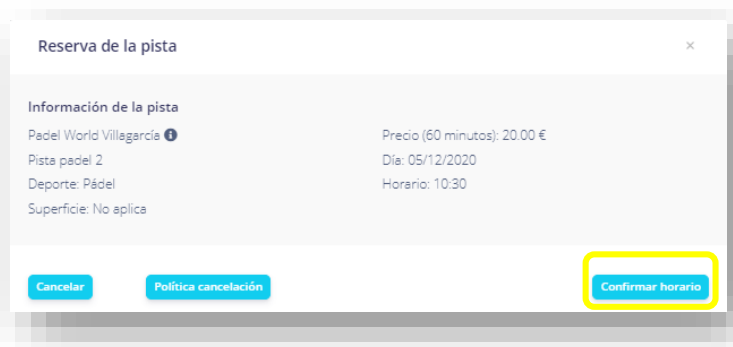 Reserva de la pista ×
Información de la pista
Padel World Villagarcía
Pista padel 2
Deporte: Pádel
Superficie: No aplica
Precio (60 minutos): 20.00 €
Día: 05/12/2020
Horario: 10:30
Cancelar
Política cancelación
Confirmar horario